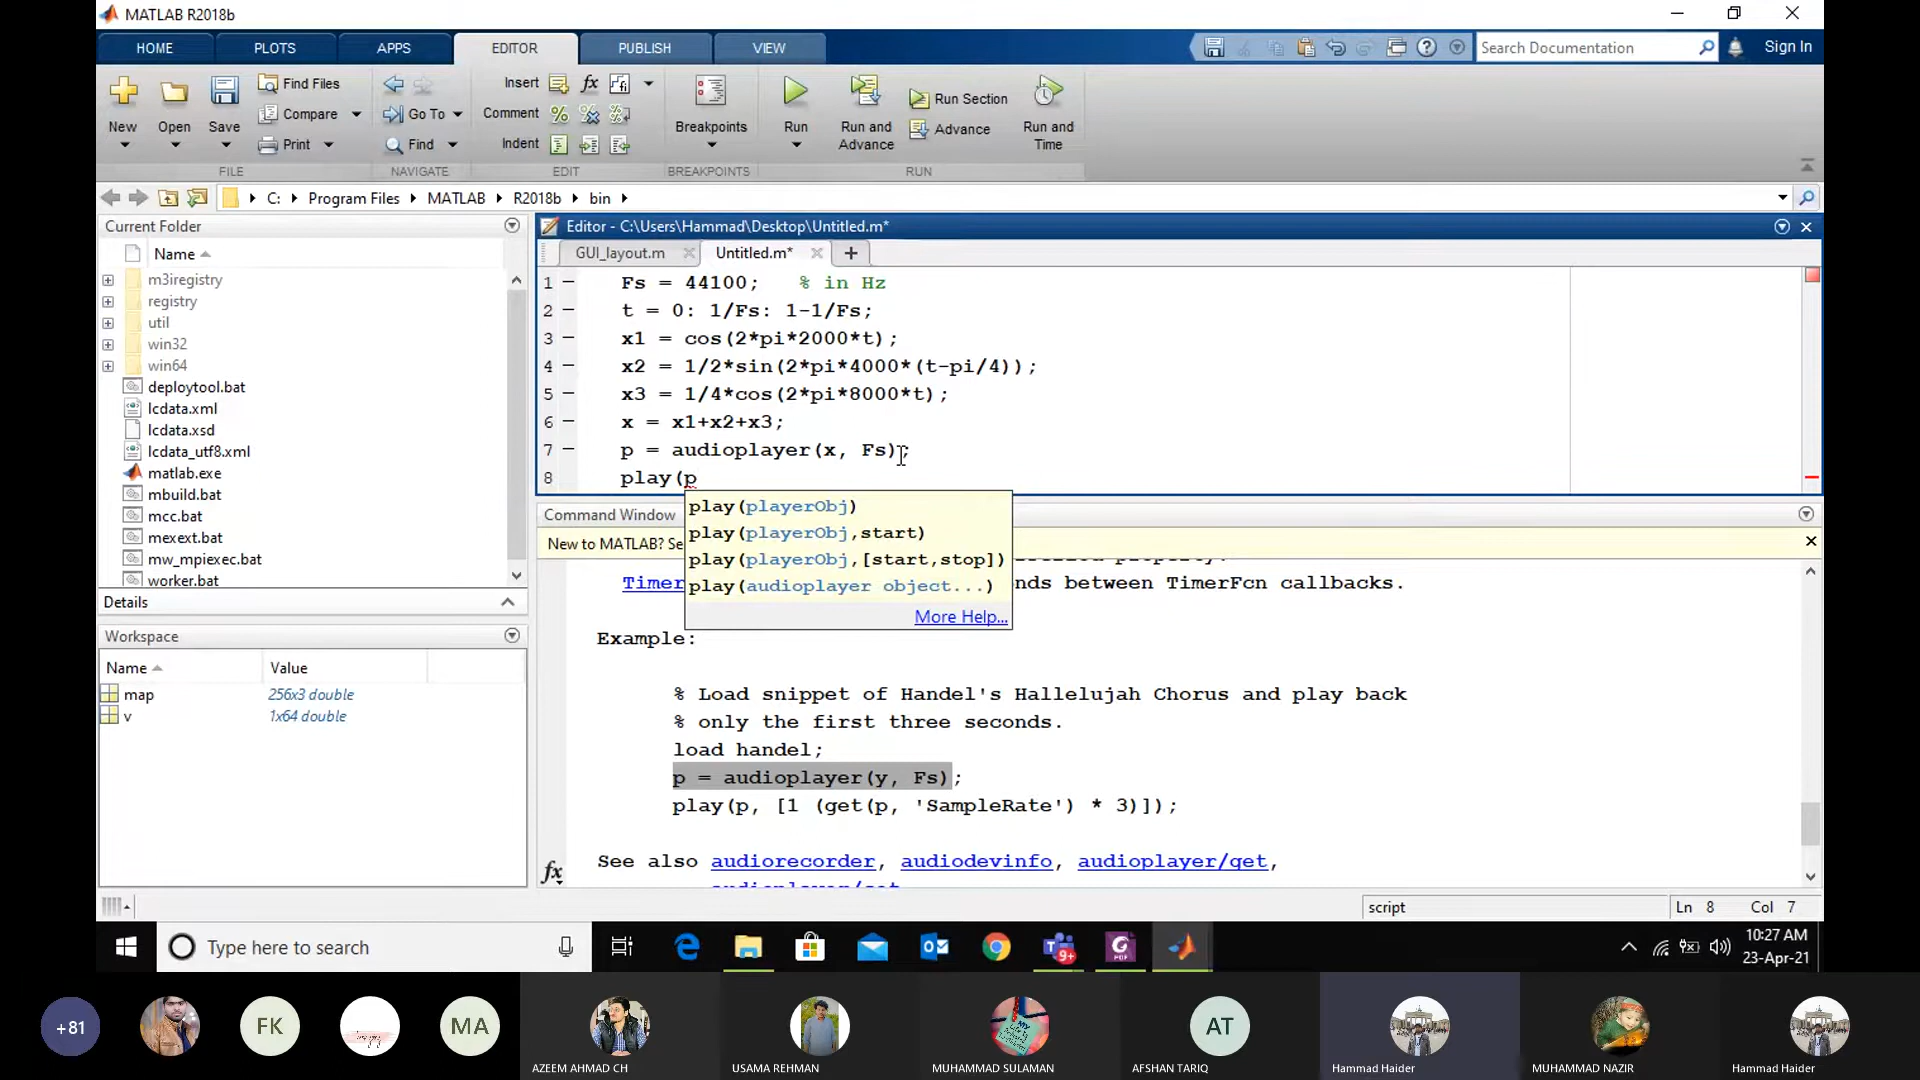 MATLAB R2018b
HOME PLOTS APPS EDITOR PUBLISH VIEW
Search Documentation
Sign In
New Open Save
Find Files
Compare
Print
Go To
Find
Insert fx
Comment
Indent
Breakpoints
Run
Run and Advance
Run Section
Advance
Run and Time
FILE NAVIGATE EDIT BREAKPOINTS RUN
C: Program Files MATLAB R2018b bin
Current Folder
Name
m3iregistry
registry
util
win32
win64
deploytool.bat
lcdata.xml
lcdata.xsd
lcdata_utf8.xml
matlab.exe
mbuild.bat
mcc.bat
mexext.bat
mw_mpiexec.bat
worker.bat
Details
Workspace
Name Value
map 256x3 double
v 1x64 double
Editor - C:\Users\Hammad\Desktop\Untitled.m*
GUI_layout.m Untitled.m*
1 Fs = 44100; % in Hz
2 t = 0: 1/Fs: 1-1/Fs;
3 x1 = cos(2*pi*2000*t);
4 x2 = 1/2*sin(2*pi*4000*(t-pi/4));
5 x3 = 1/4*cos(2*pi*8000*t);
6 x = x1+x2+x3;
7 p = audioplayer(x, Fs);
8 play(p
play(playerObj)
play(playerObj,start)
play(playerObj,[start,stop])
play(audioplayer object...)
More Help...
Command Window
New to MATLAB? Se
property.
Timer
nds between TimerFcn callbacks.
Example:
% Load snippet of Handel's Hallelujah Chorus and play back
% only the first three seconds.
load handel;
p = audioplayer(y, Fs);
play(p, [1 (get(p, 'SampleRate') * 3)]);
See also audiorecorder, audiodevinfo, audioplayer/get,
audioplayer/set
fx
script
Ln 8 Col 7
Type here to search
9+
10:27 AM
23-Apr-21
+81
FK
MA
AT
AZEEM AHMAD CH
USAMA REHMAN
MUHAMMAD SULAMAN
AFSHAN TARIQ
Hammad Haider
MUHAMMAD NAZIR
Hammad Haider